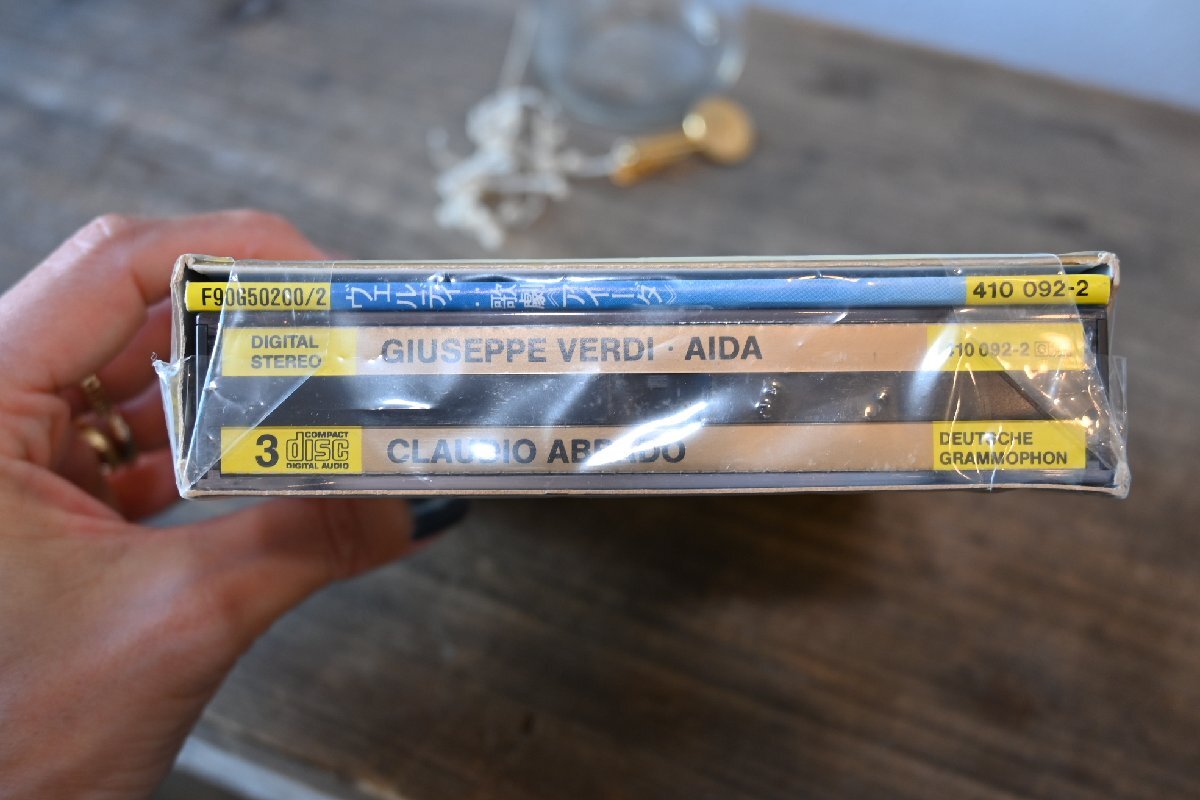 F90G50200/2 ヴェルディ・歌劇《アイーダ》 410 092-2
DIGITAL
STEREO
GIUSEPPE VERDI · AIDA
410 092-2
3 COMPACT
disc
DIGITAL AUDIO
CLAUDIO ABBADO
DEUTSCHE
GRAMMOPHON